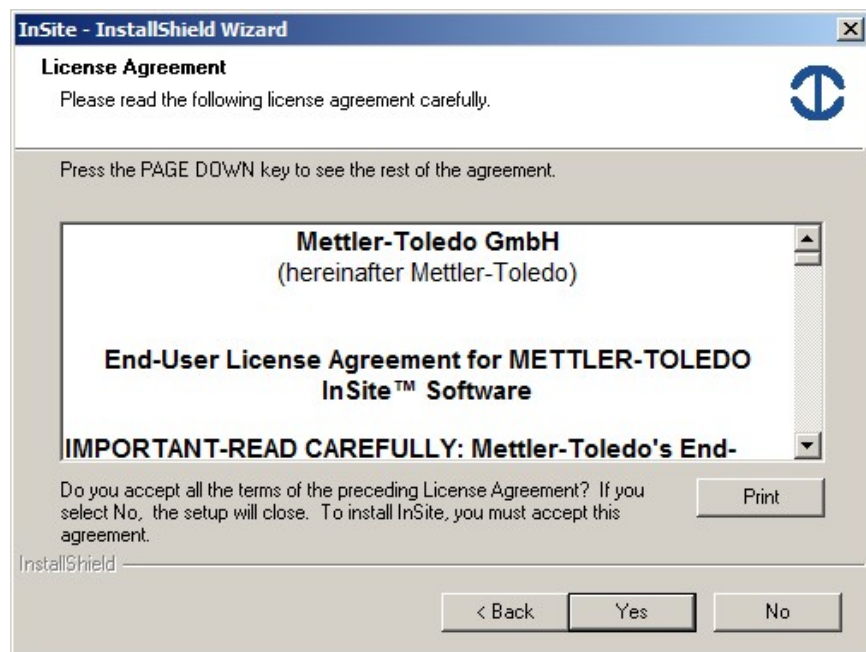 InSite - InstallShield Wizard
License Agreement
Please read the following license agreement carefully.
Press the PAGE DOWN key to see the rest of the agreement.
Mettler-Toledo GmbH
(hereinafter Mettler-Toledo)
End-User License Agreement for METTLER-TOLEDO
InSite™ Software
IMPORTANT-READ CAREFULLY: Mettler-Toledo's End-
Do you accept all the terms of the preceding License Agreement? If you
select No, the setup will close. To install InSite, you must accept this
agreement.
Print
InstallShield
< Back
Yes
No